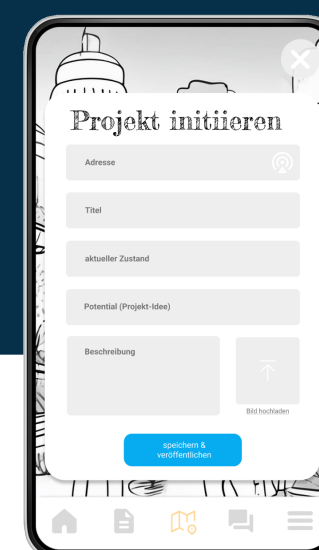 Projekt initiieren
Adresse
Titel
aktueller Zustand
Potential (Projekt-Idee)
Beschreibung
Bild hochladen
speichern &
veröffentlichen